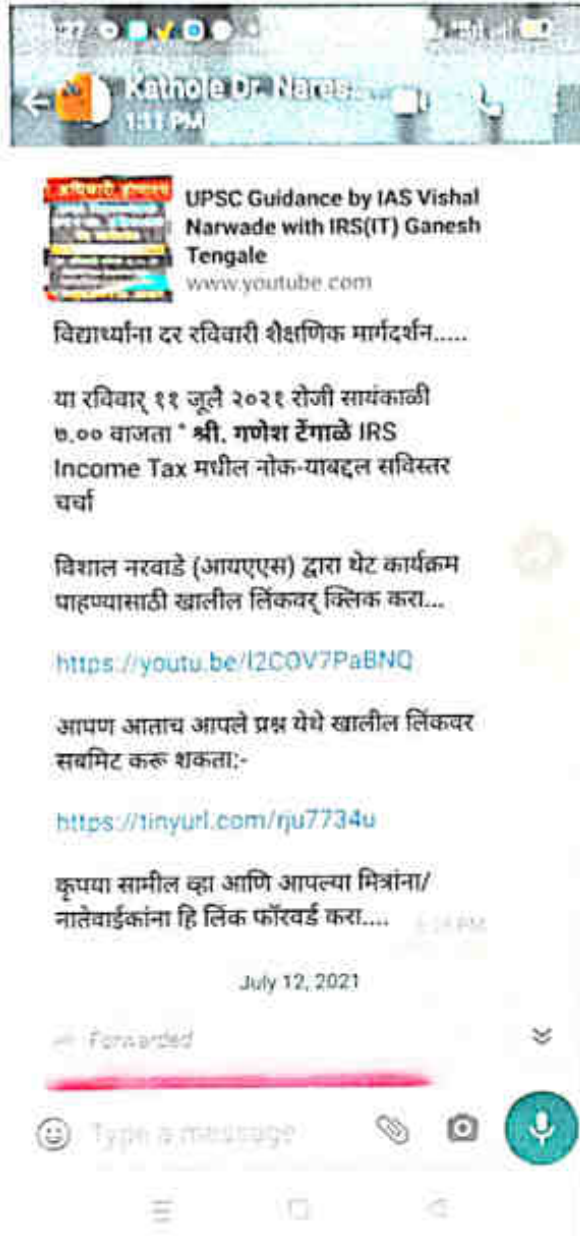 Kathole Dr. Nares...
1:11 PM
UPSC Guidance by IAS Vishal
Narwade with IRS(IT) Ganesh
Tengale
www.youtube.com
विद्यार्थ्यांना दर रविवारी शैक्षणिक मार्गदर्शन.....
या रविवार् ११ जूलै २०२१ रोजी सायंकाळी
७.०० वाजता * श्री. गणेश टेंगाळे IRS
Income Tax मधील नोक-याबद्दल सविस्तर
चर्चा
विशाल नरवाडे (आयएएस) द्वारा थेट कार्यक्रम
पाहण्यासाठी खालील लिंकवर् क्लिक करा...
https://youtu.be/I2COV7PaBNQ
आपण आताच आपले प्रश्न येथे खालील लिंकवर
सबमिट करू शकता:-
https://tinyurl.com/rju7734u
कृपया सामील व्हा आणि आपल्या मित्रांना/
नातेवाईकांना हि लिंक फॉरवर्ड करा....
July 12, 2021
Forwarded
Type a message